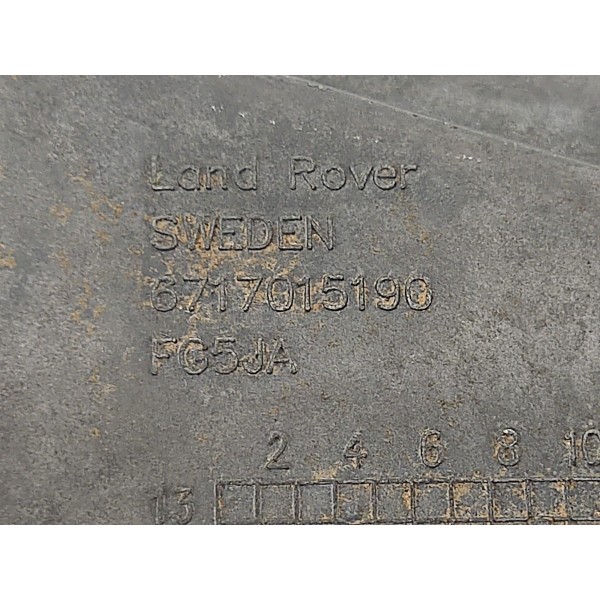 Land Rover
SWEDEN
6717015190
FG5JA
2 4 6 8 10
13